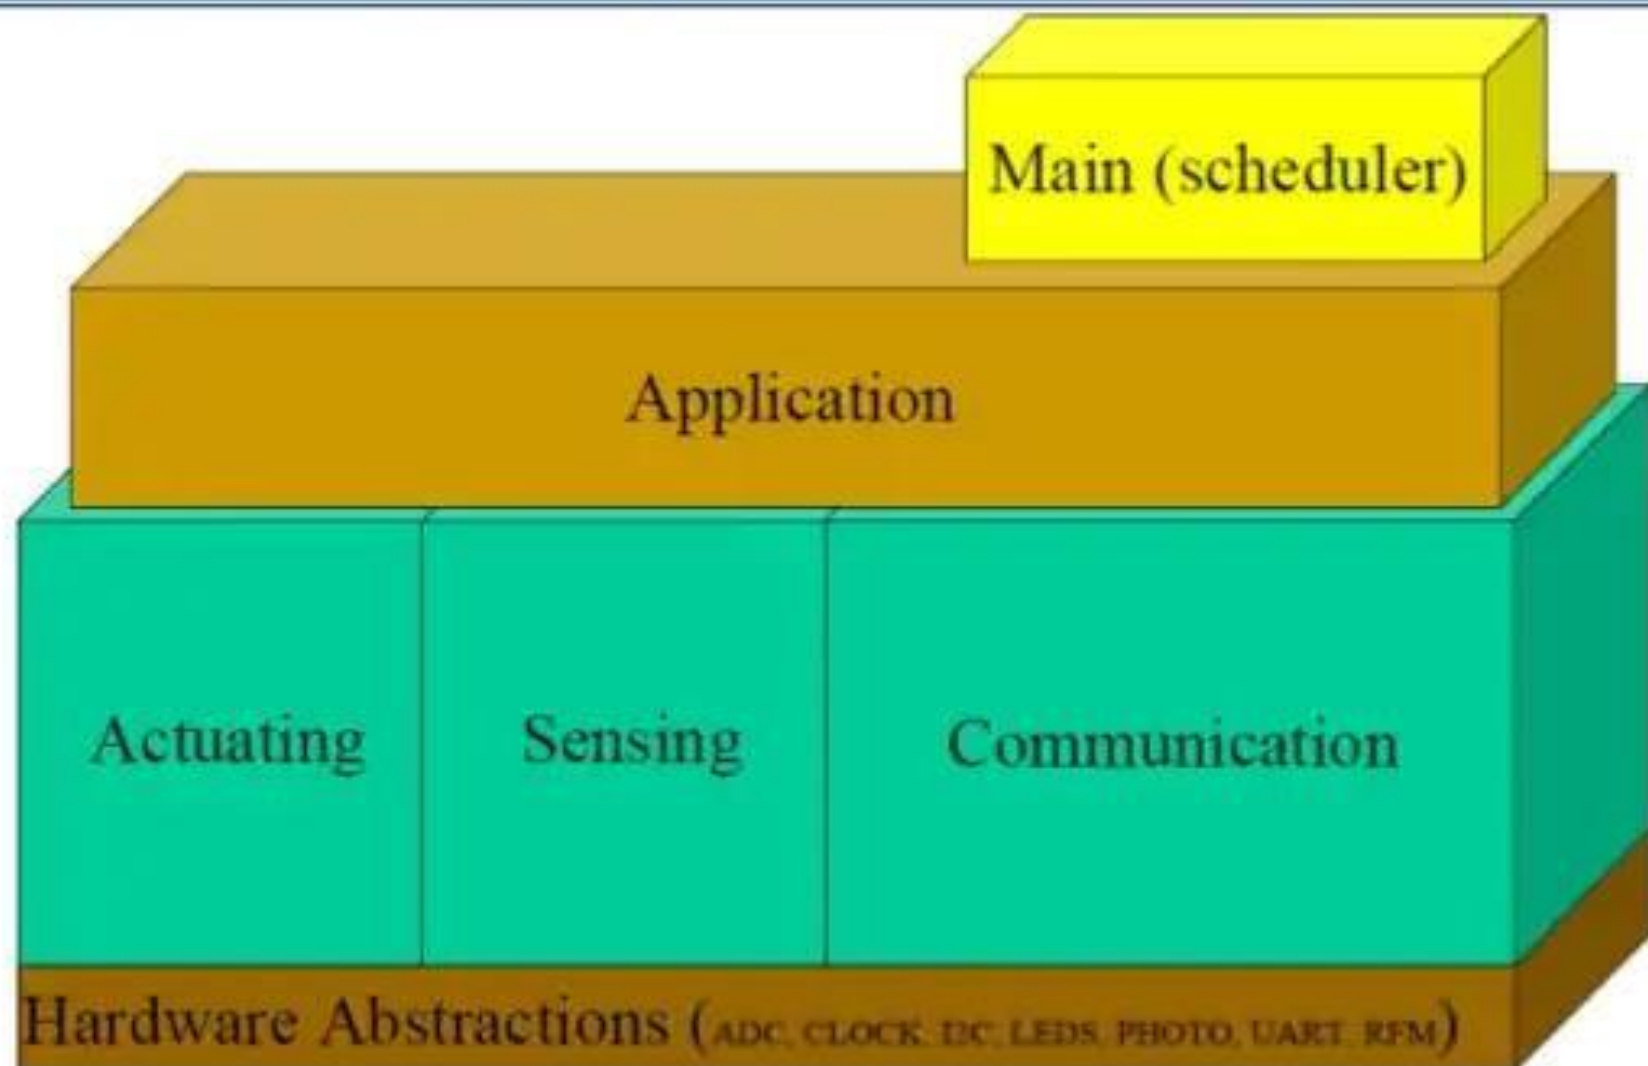 Main (scheduler)
Application
Actuating
Sensing
Communication
Hardware Abstractions (ADC, CLOCK, I2C, LEDS, PHOTO, UART, RFM)